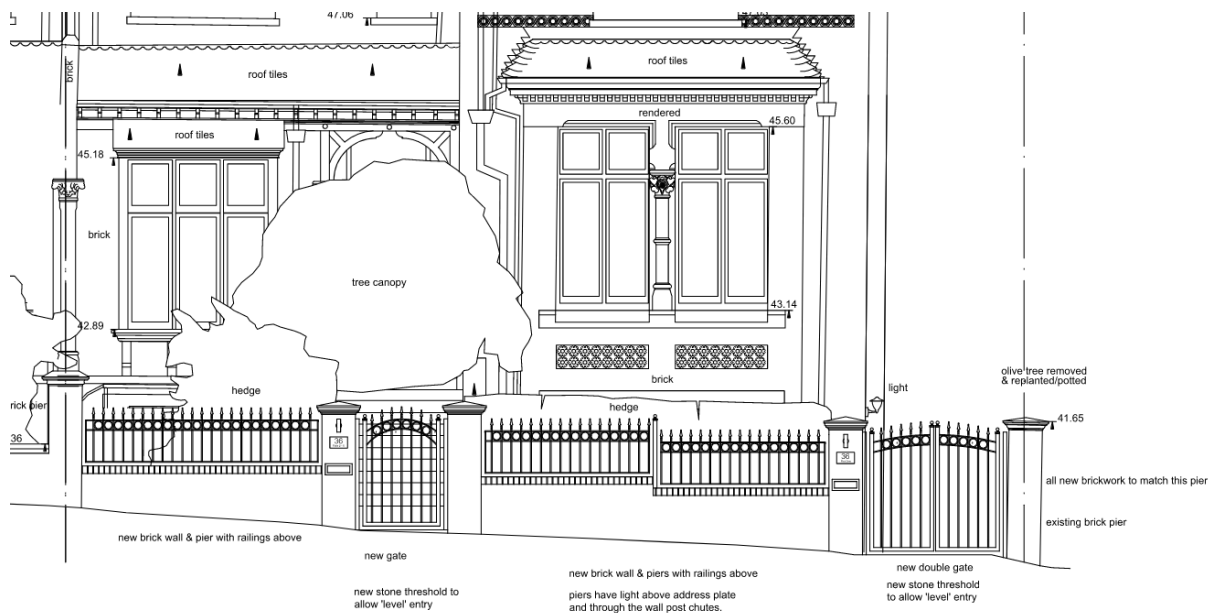 47.06
brick
roof tiles
roof tiles
rendered
45.60
roof tiles
45.18
brick
tree canopy
43.14
42.89
olive tree removed
& replanted/potted
brick
light
hedge
hedge
rick pier
41.65
36
36
36
all new brickwork to match this pier
existing brick pier
new brick wall & pier with railings above
new gate
new stone threshold to
allow 'level' entry
new brick wall & piers with railings above
piers have light above address plate
and through the wall post chutes.
new double gate
new stone threshold
to allow 'level' entry